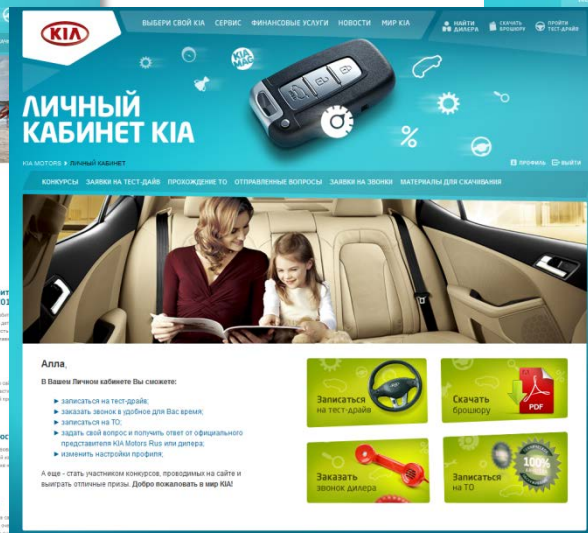 KIA
ВЫБЕРИ СВОЙ KIA СЕРВИС ФИНАНСОВЫЕ УСЛУГИ НОВОСТИ МИР KIA
НАЙТИ ДИЛЕРА
СКАЧАТЬ БРОШЮРУ
ПРОЙТИ ТЕСТ-ДРАЙВ
KIA MAG
ЛИЧНЫЙ
КАБИНЕТ KIA
%
KIA MOTORS ЛИЧНЫЙ КАБИНЕТ
ПРОФИЛЬ ВЫЙТИ
КОНКУРСЫ ЗАЯВКИ НА ТЕСТ-ДАЙВ ПРОХОЖДЕНИЕ ТО ОТПРАВЛЕННЫЕ ВОПРОСЫ ЗАЯВКИ НА ЗВОНКИ МАТЕРИАЛЫ ДЛЯ СКАЧИВАНИЯ
Алла,
В Вашем Личном кабинете Вы сможете:
записаться на тест-драйв;
заказать звонок в удобное для Вас время;
записаться на ТО;
задать свой вопрос и получить ответ от официального
представителя KIA Motors Rus или дилера;
изменить настройки профиля;
А еще - стать участником конкурсов, проводимых на сайте и
выиграть отличные призы. Добро пожаловать в мир KIA!
Записаться
на тест-драйв
Скачать
брошюру
PDF
Заказать
звонок дилера
Записаться
на ТО
100%